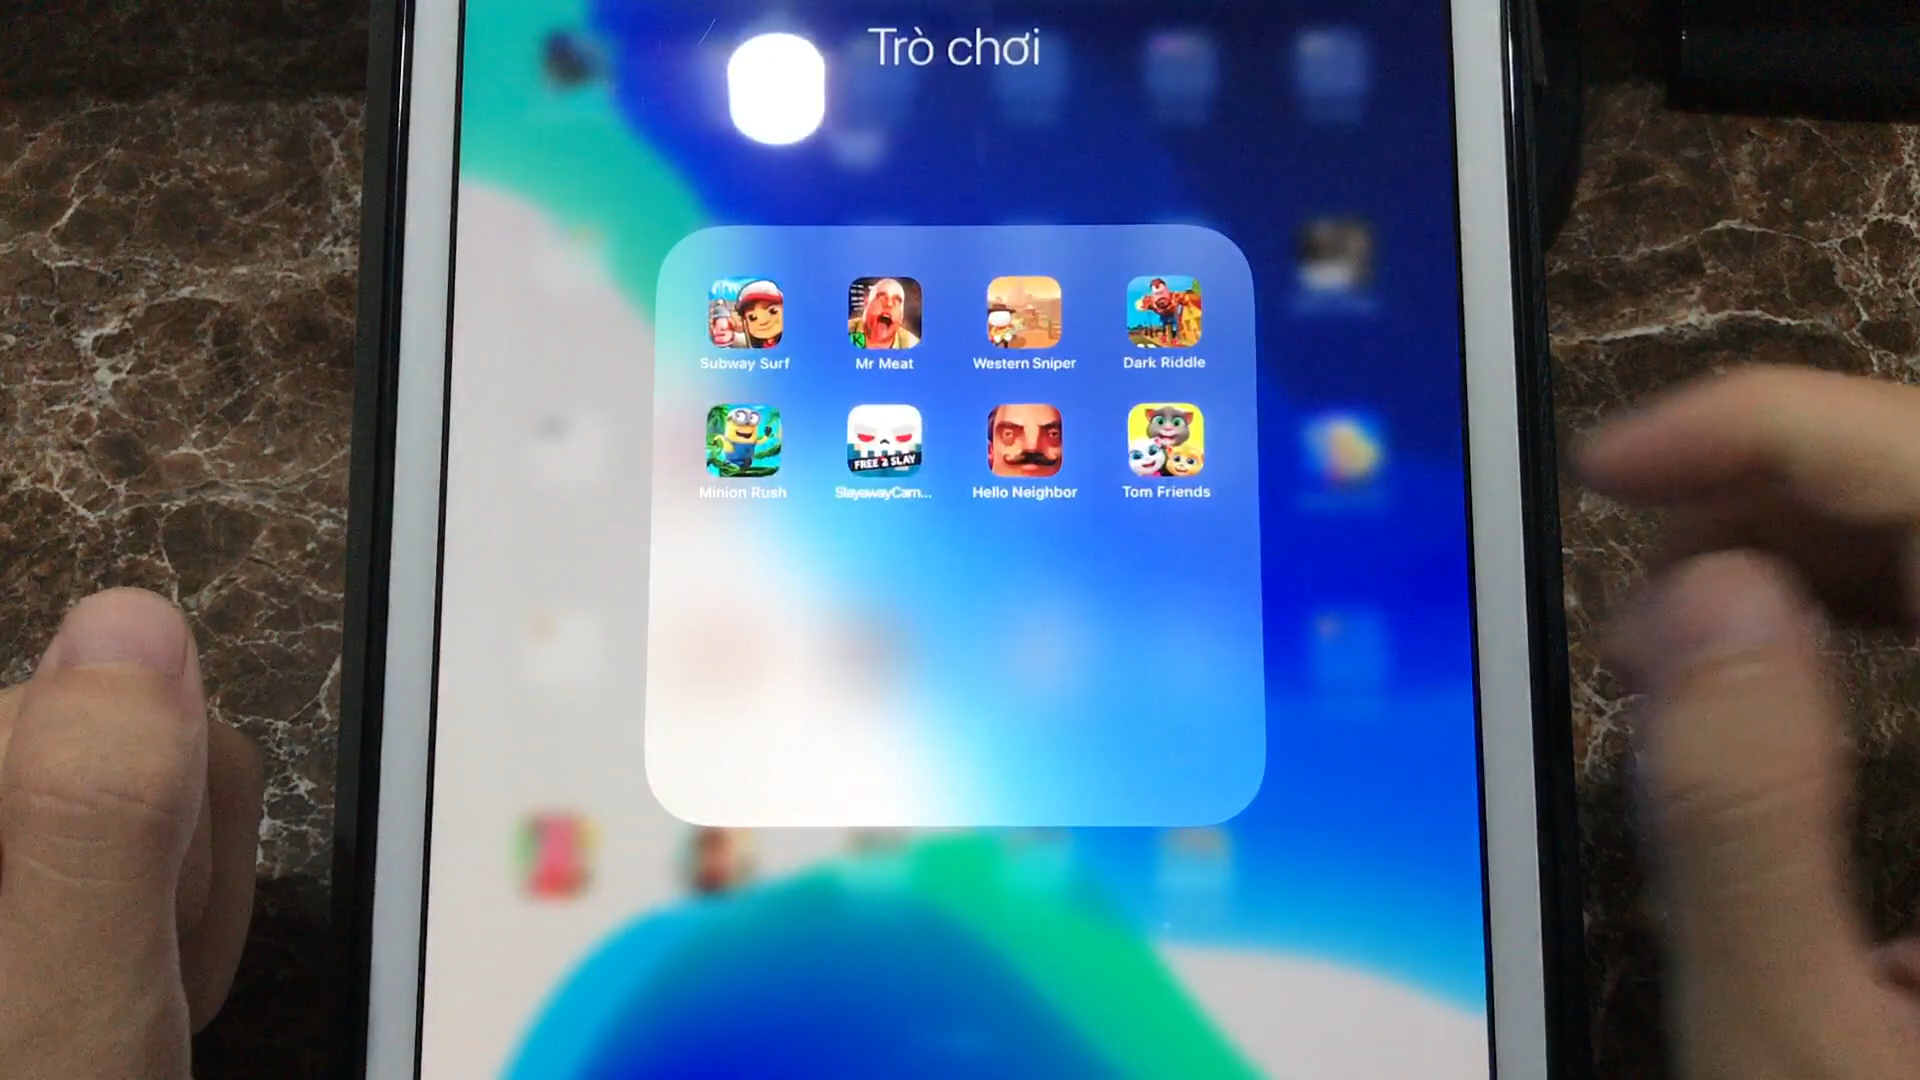 Trò chơi
Subway Surf
Mr Meat
Western Sniper
Dark Riddle
FREE 2 SLAY
Minion Rush
SlayawayCam...
Hello Neighbor
Tom Friends